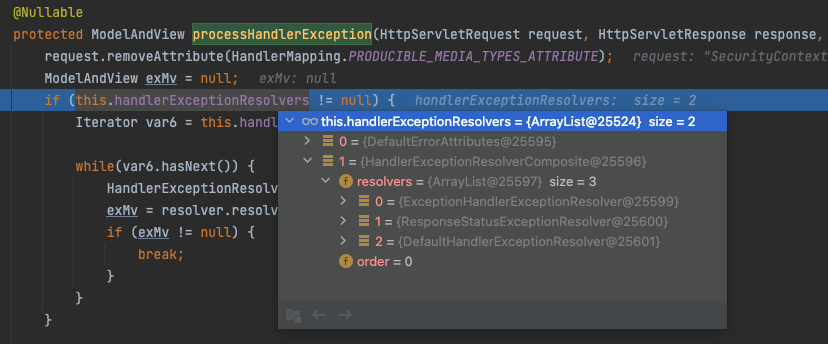 @Nullable
protected ModelAndView processHandlerException(HttpServletRequest request, HttpServletResponse response,
request.removeAttribute(HandlerMapping.PRODUCIBLE_MEDIA_TYPES_ATTRIBUTE); request: "SecurityContext
ModelAndView exMv = null; exMv: null
if (this.handlerExceptionResolvers != null) { handlerExceptionResolvers: size = 2
Iterator var6 = this.handl
this.handlerExceptionResolvers = {ArrayList@25524} size = 2
0 = {DefaultErrorAttributes@25595}
while(var6.hasNext()) {
1 = {HandlerExceptionResolverComposite@25596}
HandlerExceptionResolv
resolvers = {ArrayList@25597} size = 3
exMv = resolver.resolv
0 = {ExceptionHandlerExceptionResolver@25599}
if (exMv != null) {
1 = {ResponseStatusExceptionResolver@25600}
break;
2 = {DefaultHandlerExceptionResolver@25601}
}
order = 0
}
}